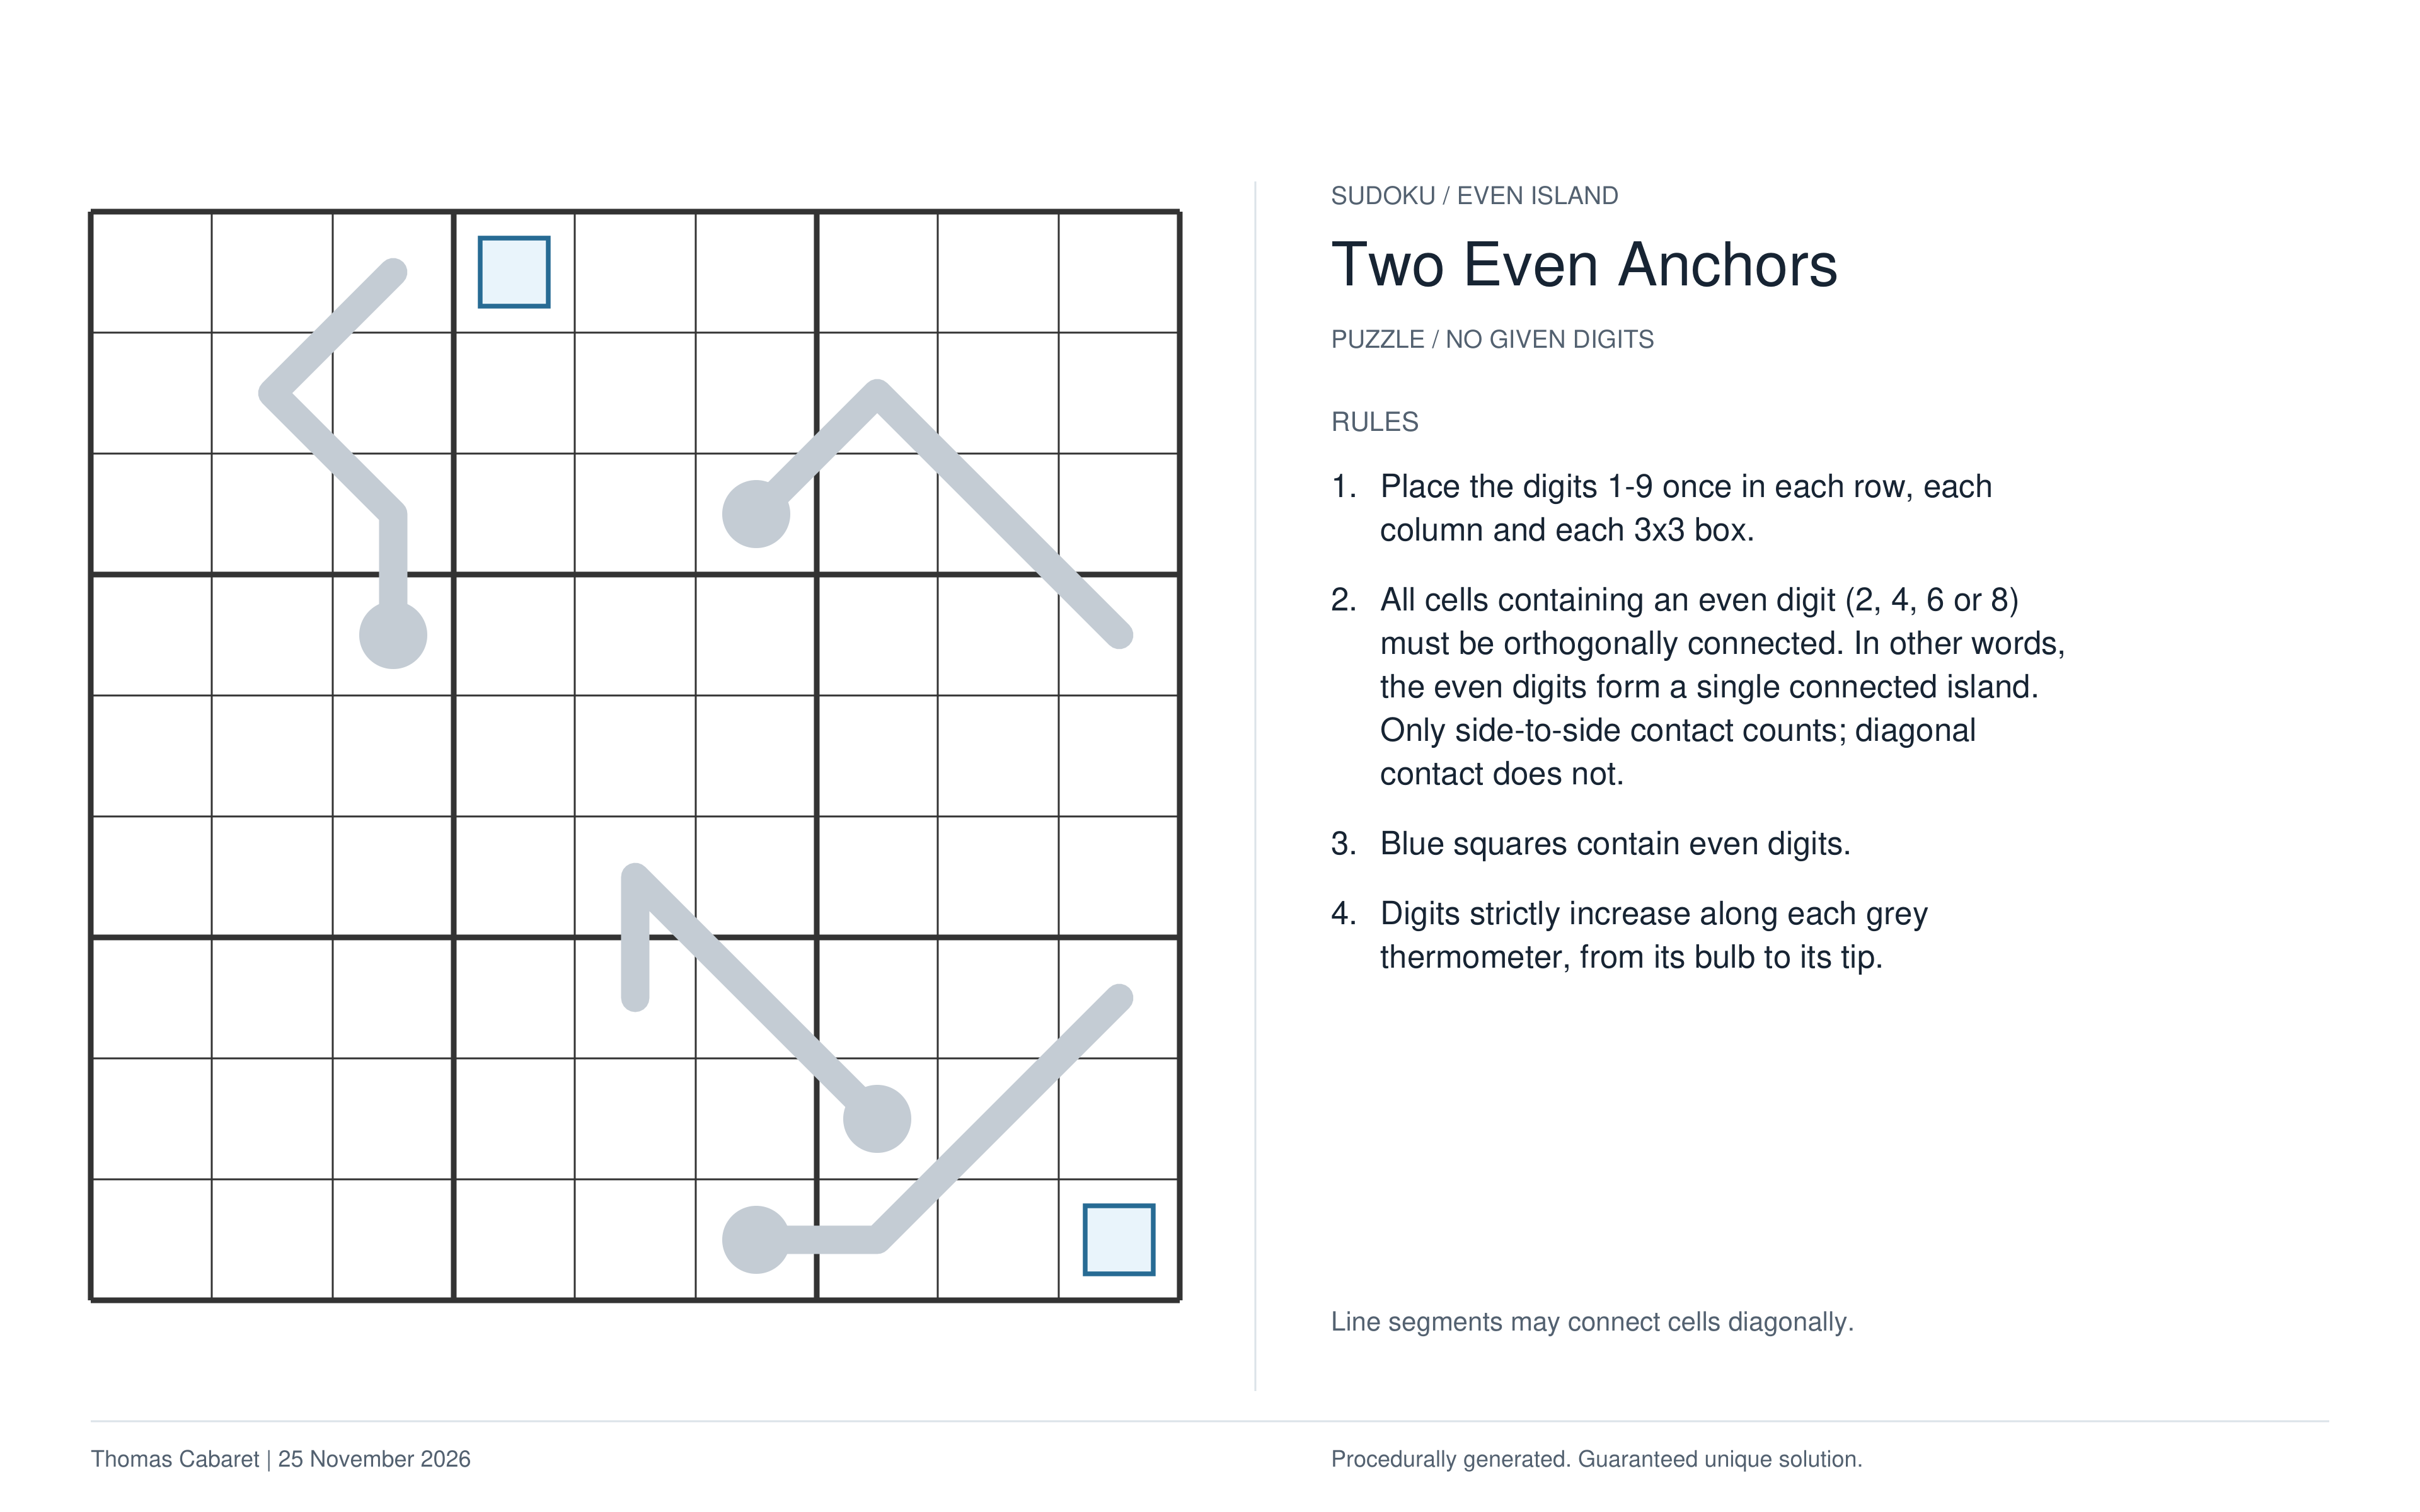 SUDOKU / EVEN ISLAND
Two Even Anchors
PUZZLE / NO GIVEN DIGITS
RULES
1. Place the digits 1-9 once in each row, each
column and each 3x3 box.
2. All cells containing an even digit (2, 4, 6 or 8)
must be orthogonally connected. In other words,
the even digits form a single connected island.
Only side-to-side contact counts; diagonal
contact does not.
3. Blue squares contain even digits.
4. Digits strictly increase along each grey
thermometer, from its bulb to its tip.
Line segments may connect cells diagonally.
Thomas Cabaret | 25 November 2026
Procedurally generated. Guaranteed unique solution.